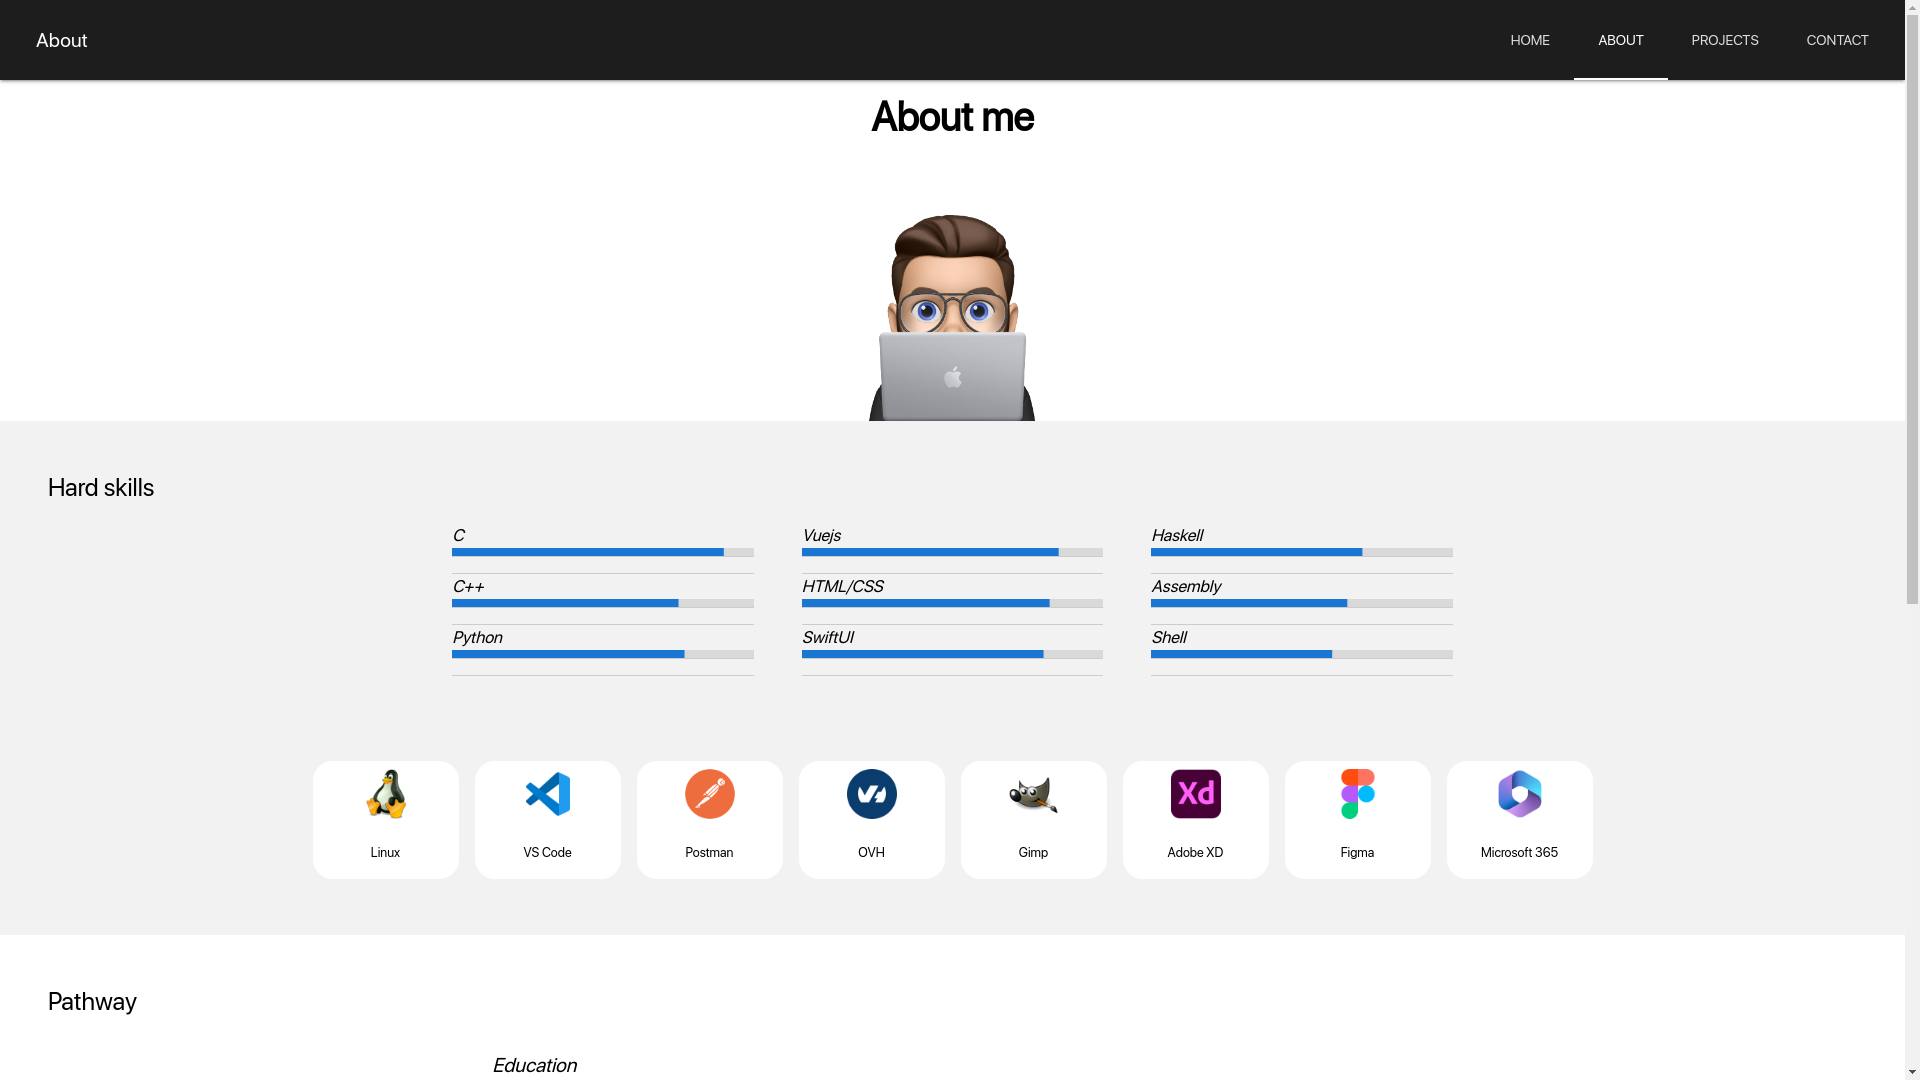 About
HOME ABOUT PROJECTS CONTACT
About me
Hard skills
C
Vuejs
Haskell
C++
HTML/CSS
Assembly
Python
SwiftUI
Shell
Xd
Linux
VS Code
Postman
OVH
Gimp
Adobe XD
Figma
Microsoft 365
Pathway
Education